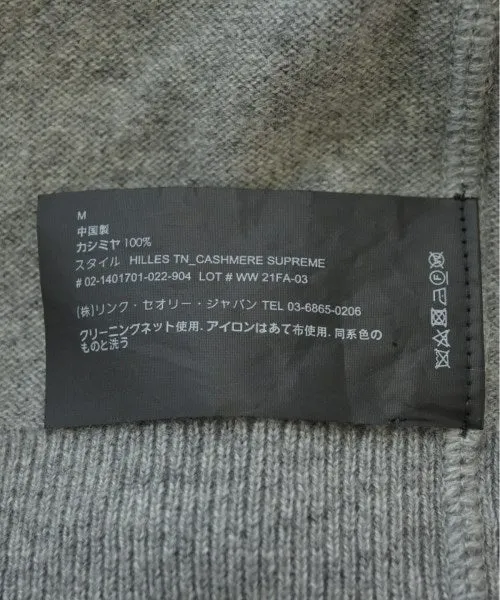 M
中国製
カシミヤ 100%
スタイル HILLES TN_CASHMERE SUPREME
# 02-1401701-022-904 LOT # WW 21FA-03
(株)リンク・セオリー・ジャパン TEL 03-6865-0206
クリーニングネット使用．アイロンはあて布使用．同系色の
ものと洗う